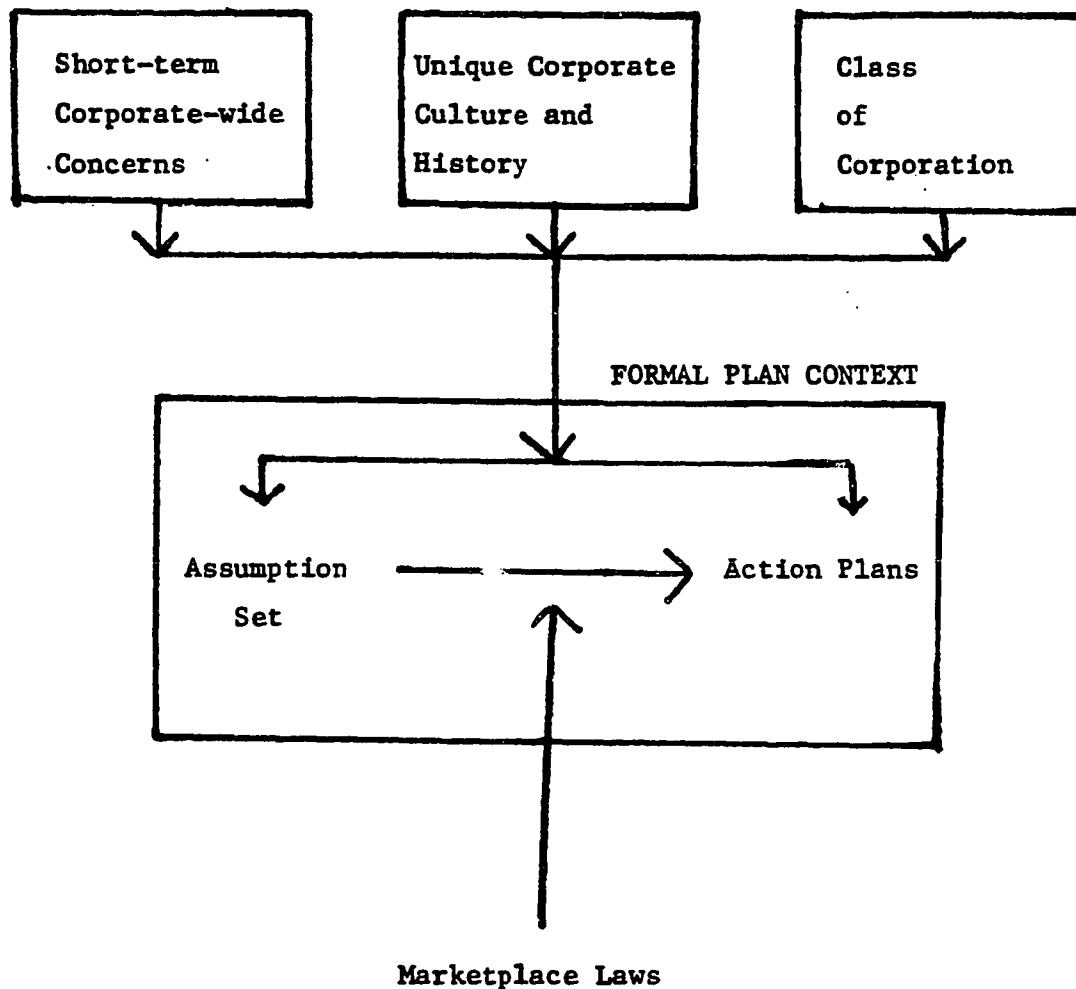 Short-term
Corporate-wide
Concerns
Unique Corporate
Culture and
History
Class
of
Corporation
FORMAL PLAN CONTEXT
Assumption
Set
Action Plans
Marketplace Laws